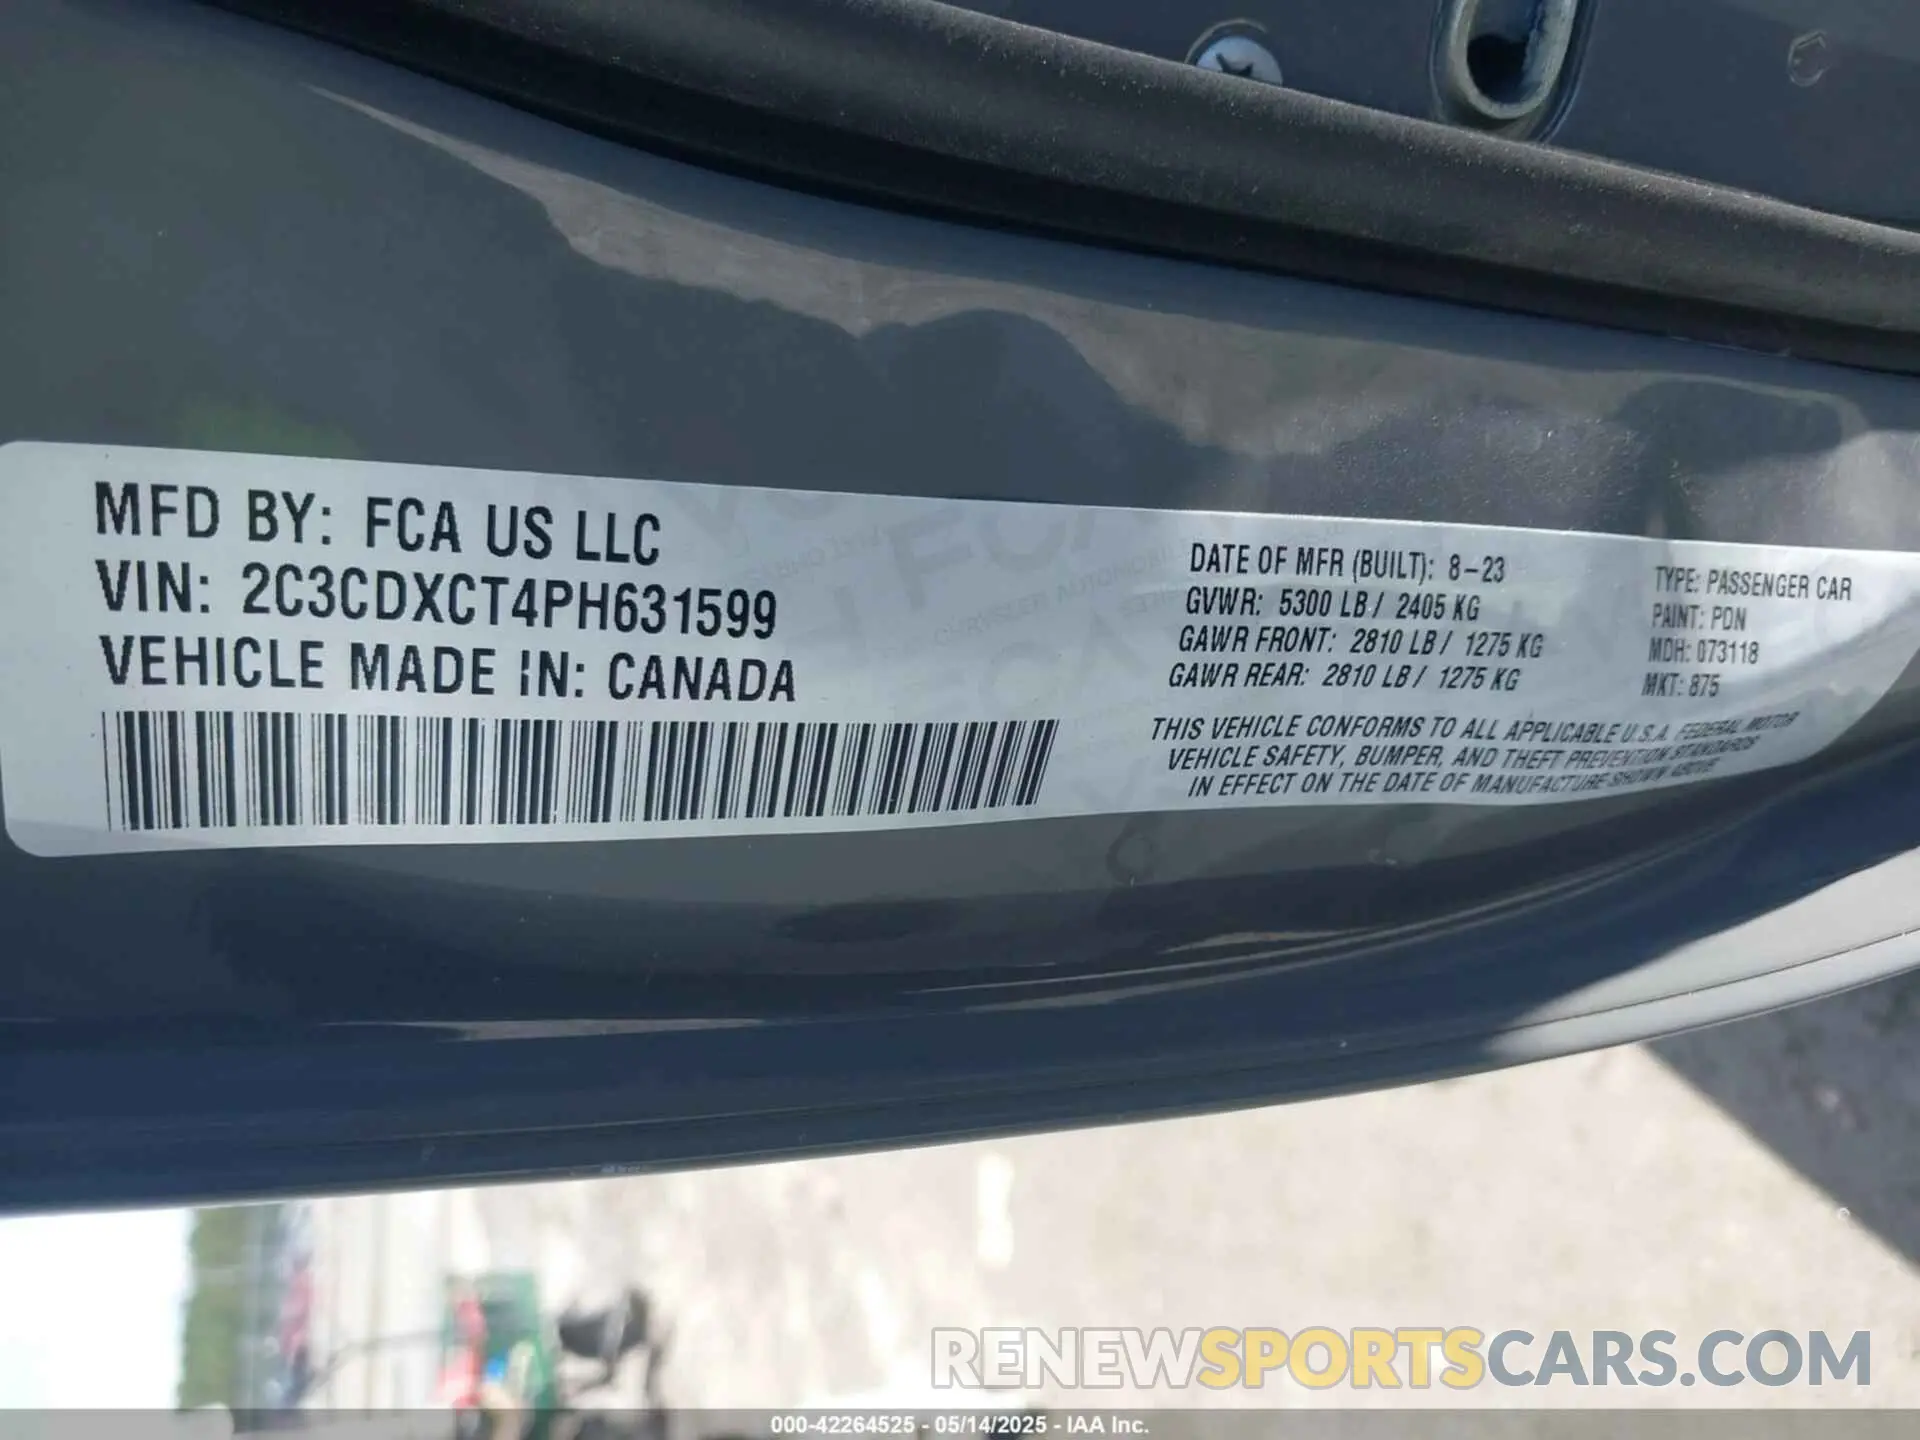 MFD BY: FCA US LLC
VIN: 2C3CDXCT4PH631599
VEHICLE MADE IN: CANADA
DATE OF MFR (BUILT): 8-23
GVWR: 5300 LB / 2405 KG
GAWR FRONT: 2810 LB / 1275 KG
GAWR REAR: 2810 LB / 1275 KG
TYPE: PASSENGER CAR
PAINT: PDN
MDH: 073118
MKT: 875
THIS VEHICLE CONFORMS TO ALL APPLICABLE U.S.A. FEDERAL MOTOR
VEHICLE SAFETY, BUMPER, AND THEFT PREVENTION STANDARDS
IN EFFECT ON THE DATE OF MANUFACTURE SHOWN ABOVE
RENEWSPORTSCARS.COM
000-42264525 - 05/14/2025 - IAA Inc.